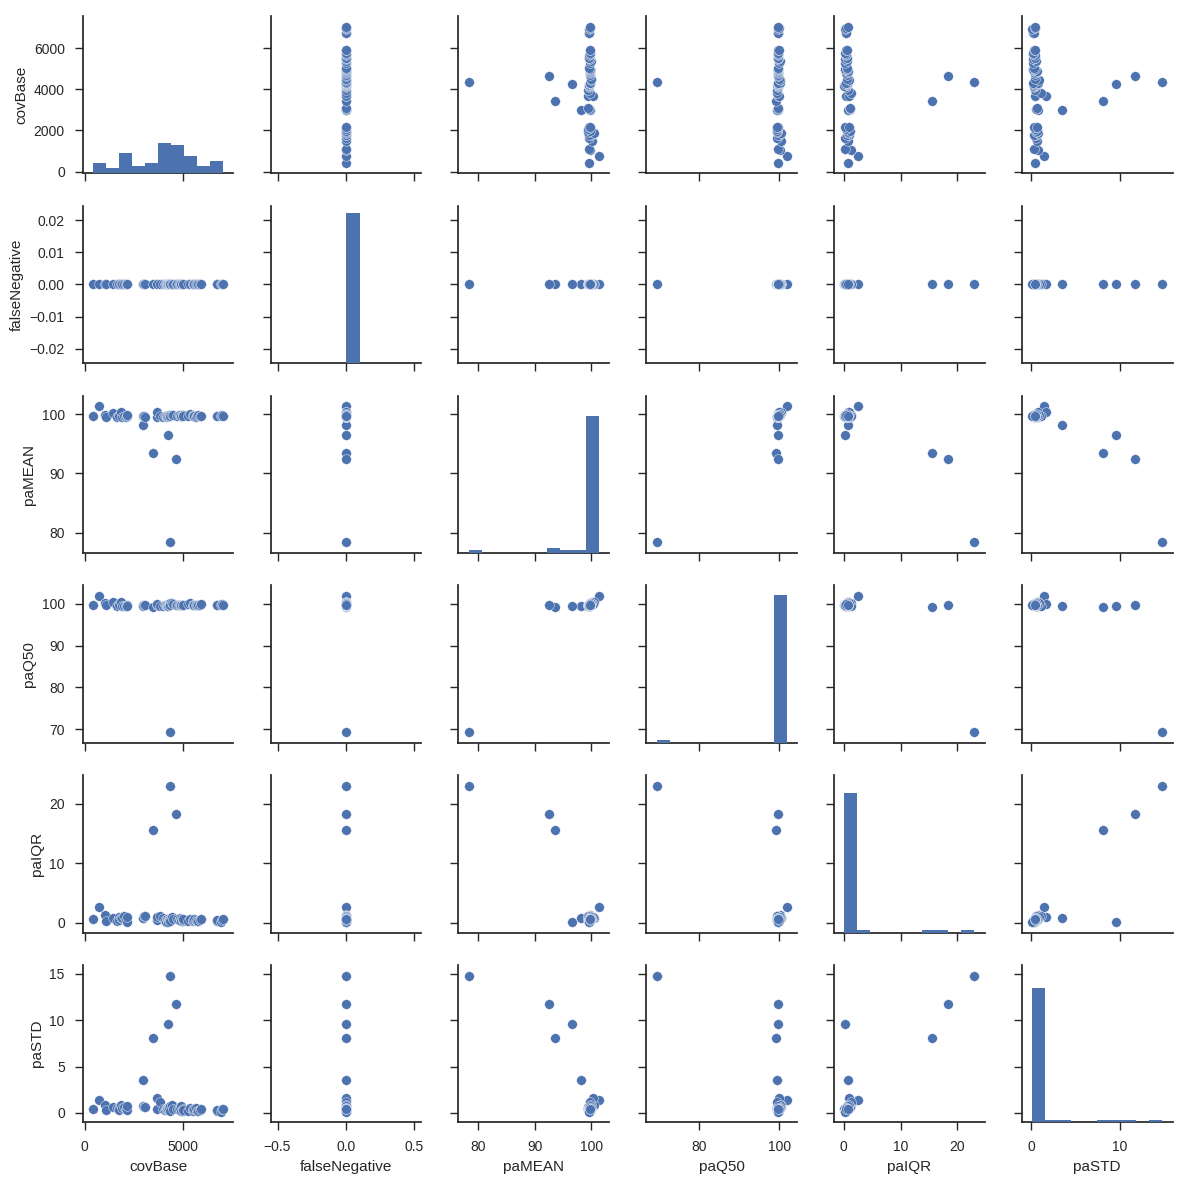 6000
4000
2000
0
covBase
0.02
0.01
0.00
−0.01
−0.02
falseNegative
100
90
80
paMEAN
100
90
80
70
paQ50
20
10
0
paIQR
15
10
5
0
paSTD
0 5000 −0.5 0.0 0.5 80 90 100 80 100 0 10 20 0 10
covBase falseNegative paMEAN paQ50 paIQR paSTD